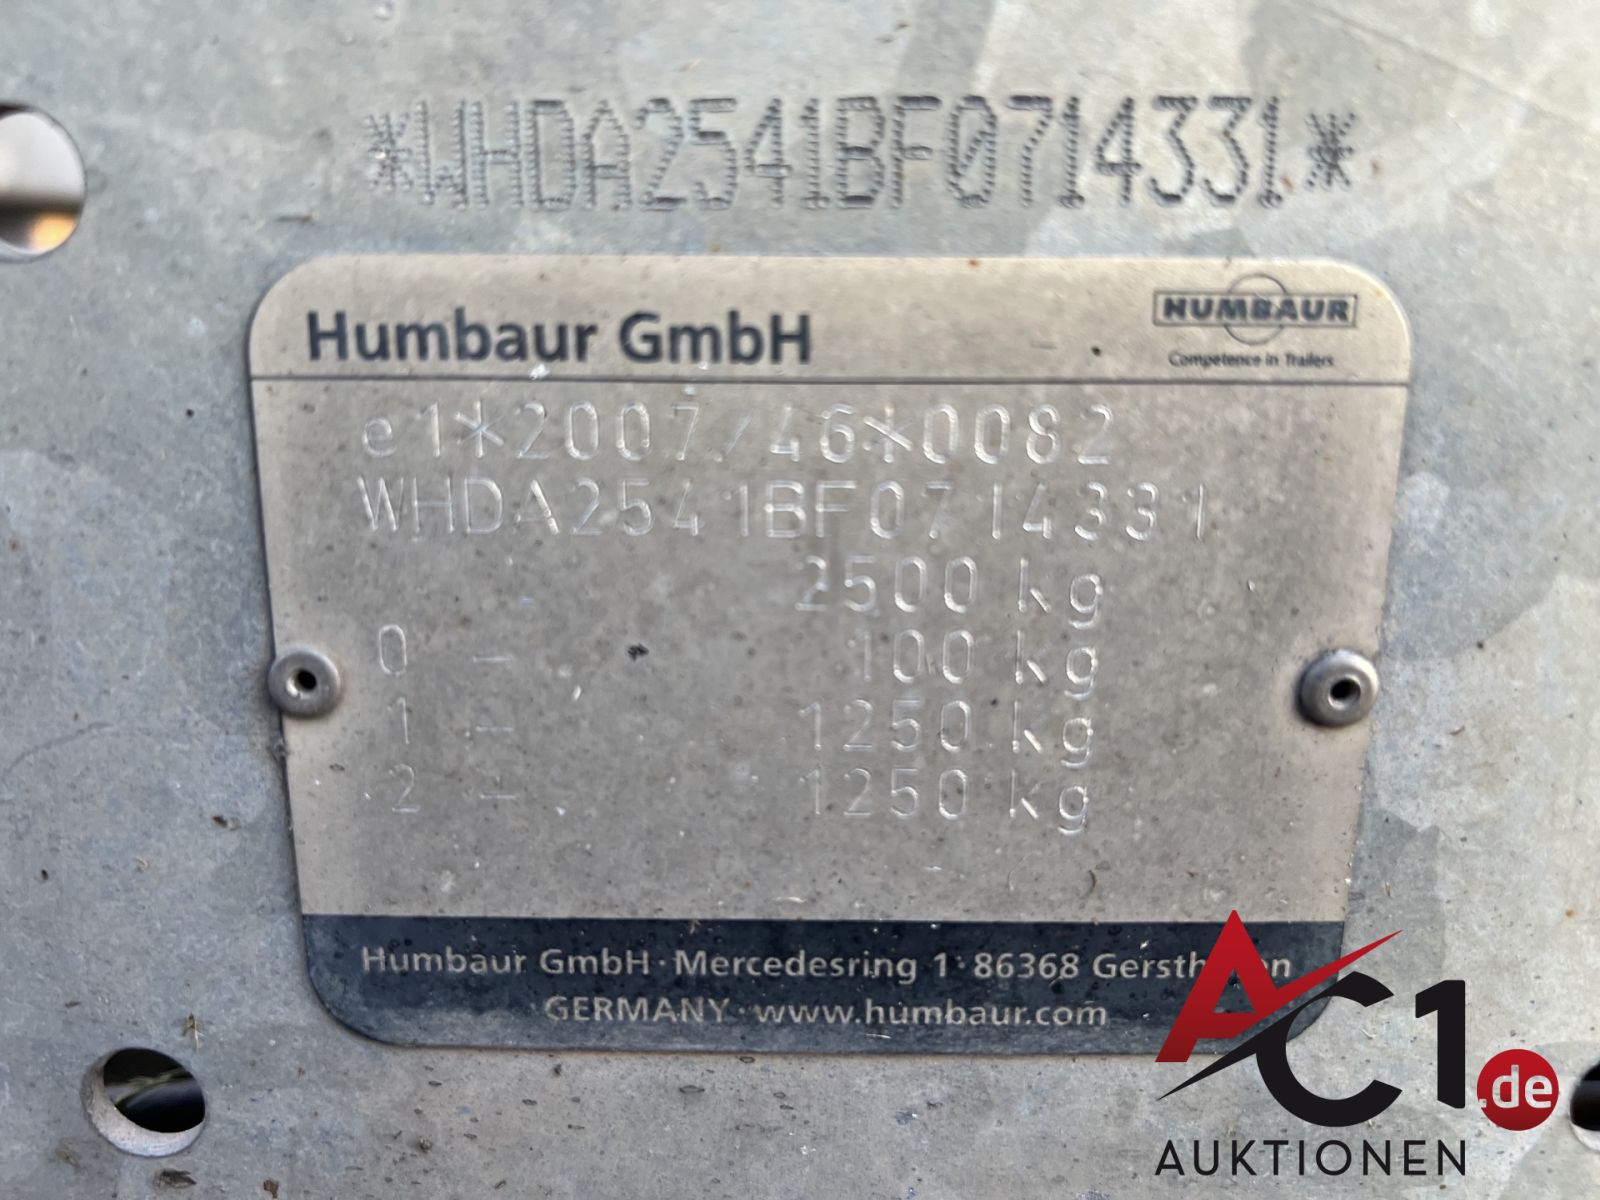 *WHDA2541BF0714331*
Humbaur GmbH
HUMBAUR
Competence in Trailers
e1*2007/46*0082
WHDA2541BF0714331
2500 kg
0 - 100 kg
1 - 1250 kg
2 - 1250 kg
Humbaur GmbH · Mercedesring 1 · 86368
GERMANY · www.humbaur.com
AC1.de
AUKTIONEN